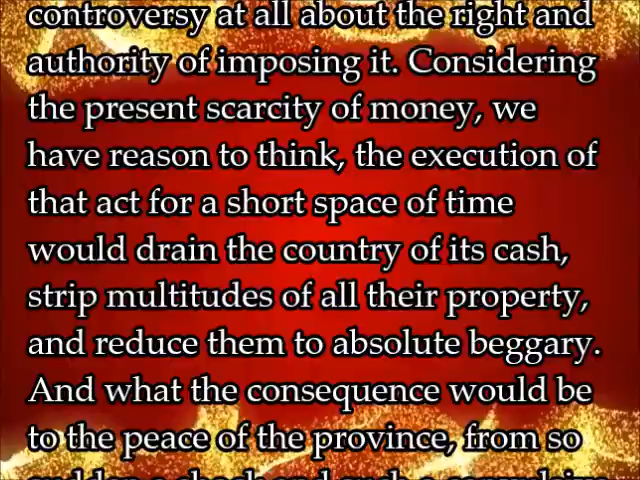 controversy at all about the right and
authority of imposing it. Considering
the present scarcity of money, we
have reason to think, the execution of
that act for a short space of time
would drain the country of its cash,
strip multitudes of all their property,
and reduce them to absolute beggary.
And what the consequence would be
to the peace of the province, from so